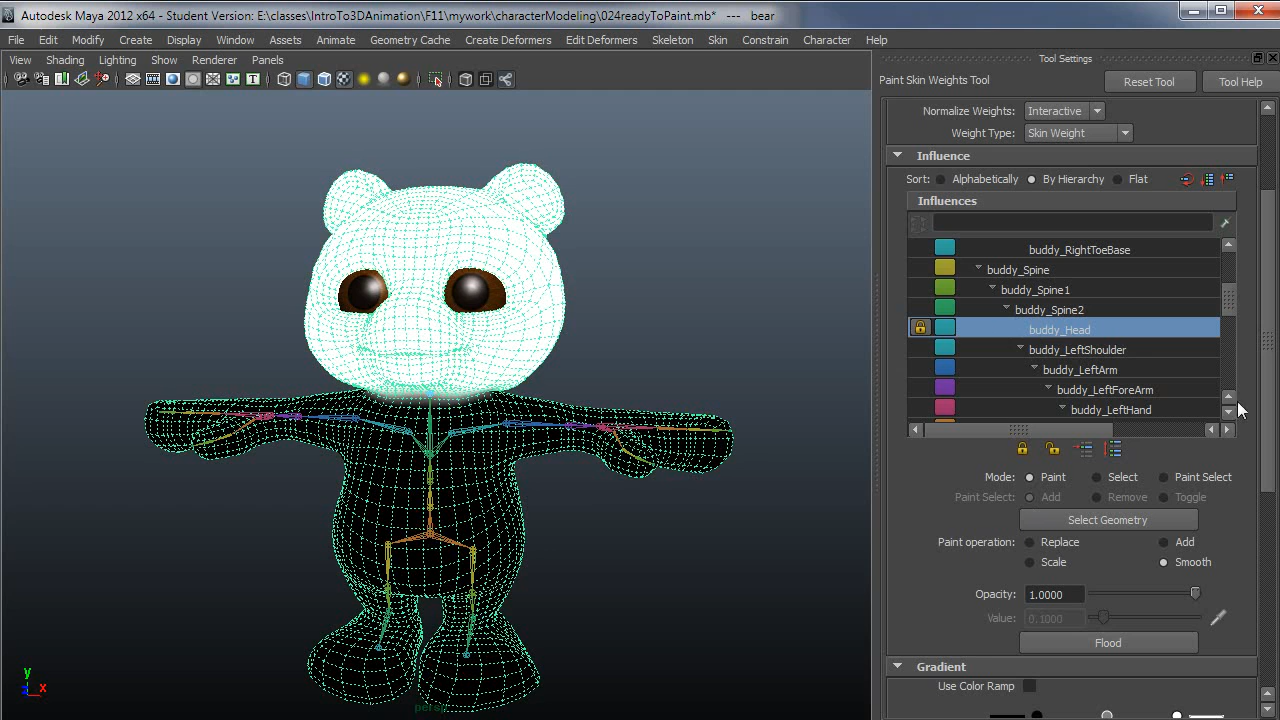 Autodesk Maya 2012 x64 - Student Version: E:\classes\IntroTo3DAnimation\F11\mywork\characterModeling\024readyToPaint.mb* --- bear
File Edit Modify Create Display Window Assets Animate Geometry Cache Create Deformers Edit Deformers Skeleton Skin Constrain Character Help
View Shading Lighting Show Renderer Panels
Tool Settings
Paint Skin Weights Tool Reset Tool Tool Help
Normalize Weights: Interactive
Weight Type: Skin Weight
Influence
Sort: Alphabetically By Hierarchy Flat
Influences
buddy_RightToeBase
buddy_Spine
buddy_Spine1
buddy_Spine2
buddy_Head
buddy_LeftShoulder
buddy_LeftArm
buddy_LeftForeArm
buddy_LeftHand
Mode: Paint Select Paint Select
Paint Select: Add Remove Toggle
Select Geometry
Paint operation: Replace Add
Scale Smooth
Opacity: 1.0000
Value: 0.1000
Flood
Gradient
Use Color Ramp
y
z x
persp